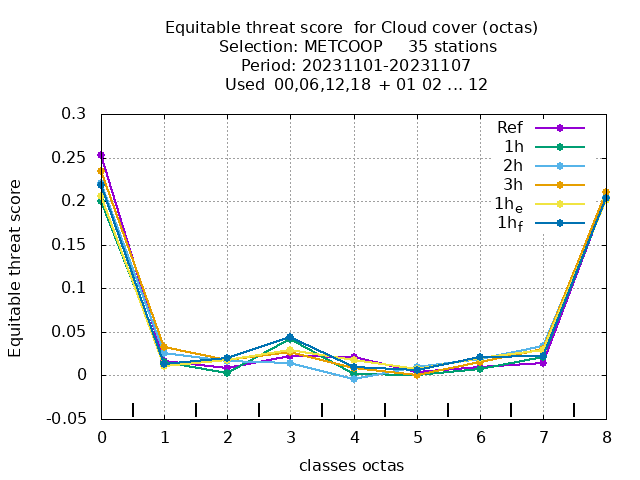 Equitable threat score  for Cloud cover (octas)
Selection: METCOOP     35 stations
Period: 20231101-20231107
Used  00,06,12,18 + 01 02 ... 12
Equitable threat score
0.3
0.25
0.2
0.15
0.1
0.05
0
-0.05
Ref
1h
2h
3h
1he
1hf
0 1 2 3 4 5 6 7 8
classes octas